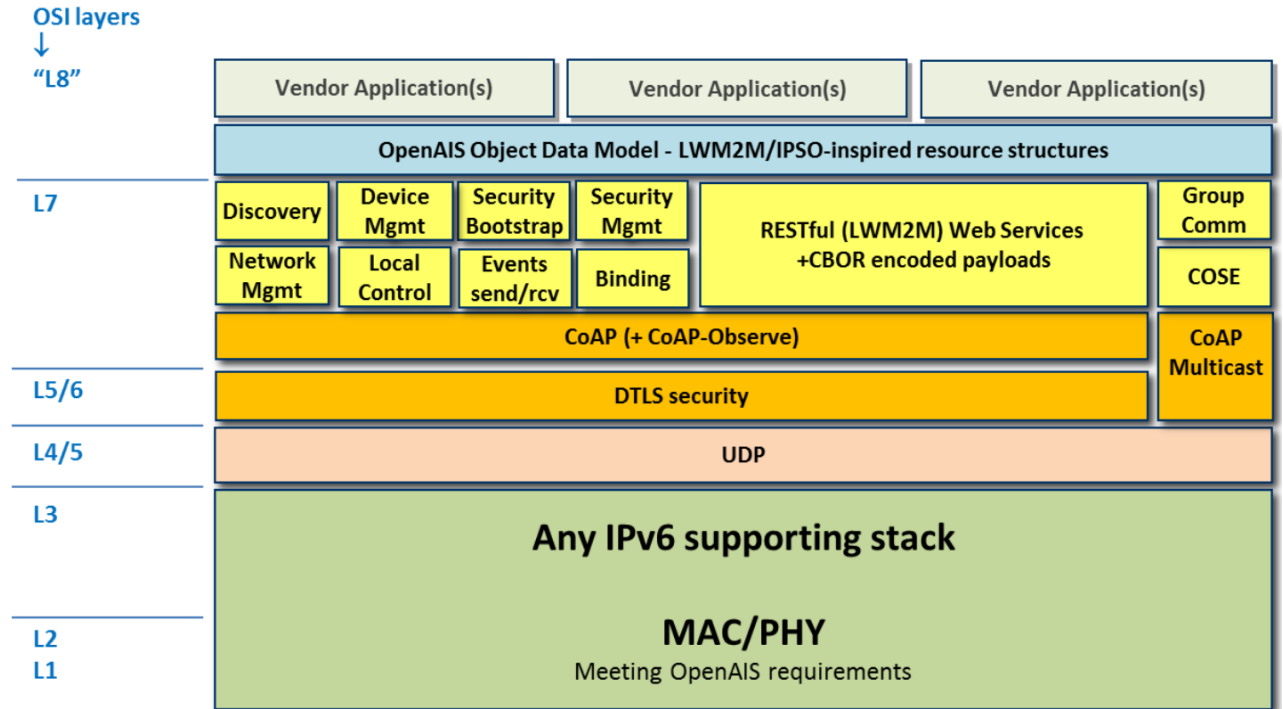 OSI layers
↓
“L8”
Vendor Application(s)
Vendor Application(s)
Vendor Application(s)
OpenAIS Object Data Model - LWM2M/IPSO-inspired resource structures
L7
Discovery
Device
Mgmt
Security
Bootstrap
Security
Mgmt
RESTful (LWM2M) Web Services
+CBOR encoded payloads
Group
Comm
Network
Mgmt
Local
Control
Events
send/rcv
Binding
COSE
CoAP (+ CoAP-Observe)
CoAP
Multicast
L5/6
DTLS security
L4/5
UDP
L3
Any IPv6 supporting stack
L2
MAC/PHY
L1
Meeting OpenAIS requirements